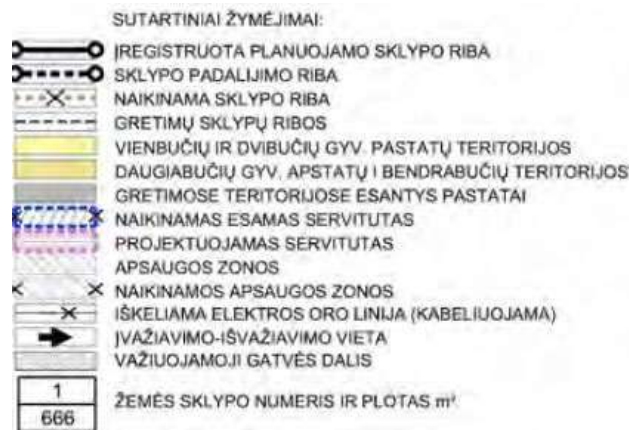 SUTARTINIAI ŽYMĖJIMAI:
ĮREGISTRUOTA PLANUOJAMO SKLYPO RIBA
SKLYPO PADALIJIMO RIBA
NAIKINAMA SKLYPO RIBA
GRETIMŲ SKLYPŲ RIBOS
VIENBUČIŲ IR DVIBUČIŲ GYV. PASTATŲ TERITORIJOS
DAUGIABUČIŲ GYV. APSTATŲ I BENDRABUČIŲ TERITORIJOS
GRETIMOSE TERITORIJOSE ESANTYS PASTATAI
NAIKINAMAS ESAMAS SERVITUTAS
PROJEKTUOJAMAS SERVITUTAS
APSAUGOS ZONOS
NAIKINAMOS APSAUGOS ZONOS
IŠKELIAMA ELEKTROS ORO LINIJA (KABELIUOJAMA)
ĮVAŽIAVIMO-IŠVAŽIAVIMO VIETA
VAŽIUOJAMOJI GATVĖS DALIS
1
666
ŽEMĖS SKLYPO NUMERIS IR PLOTAS m²